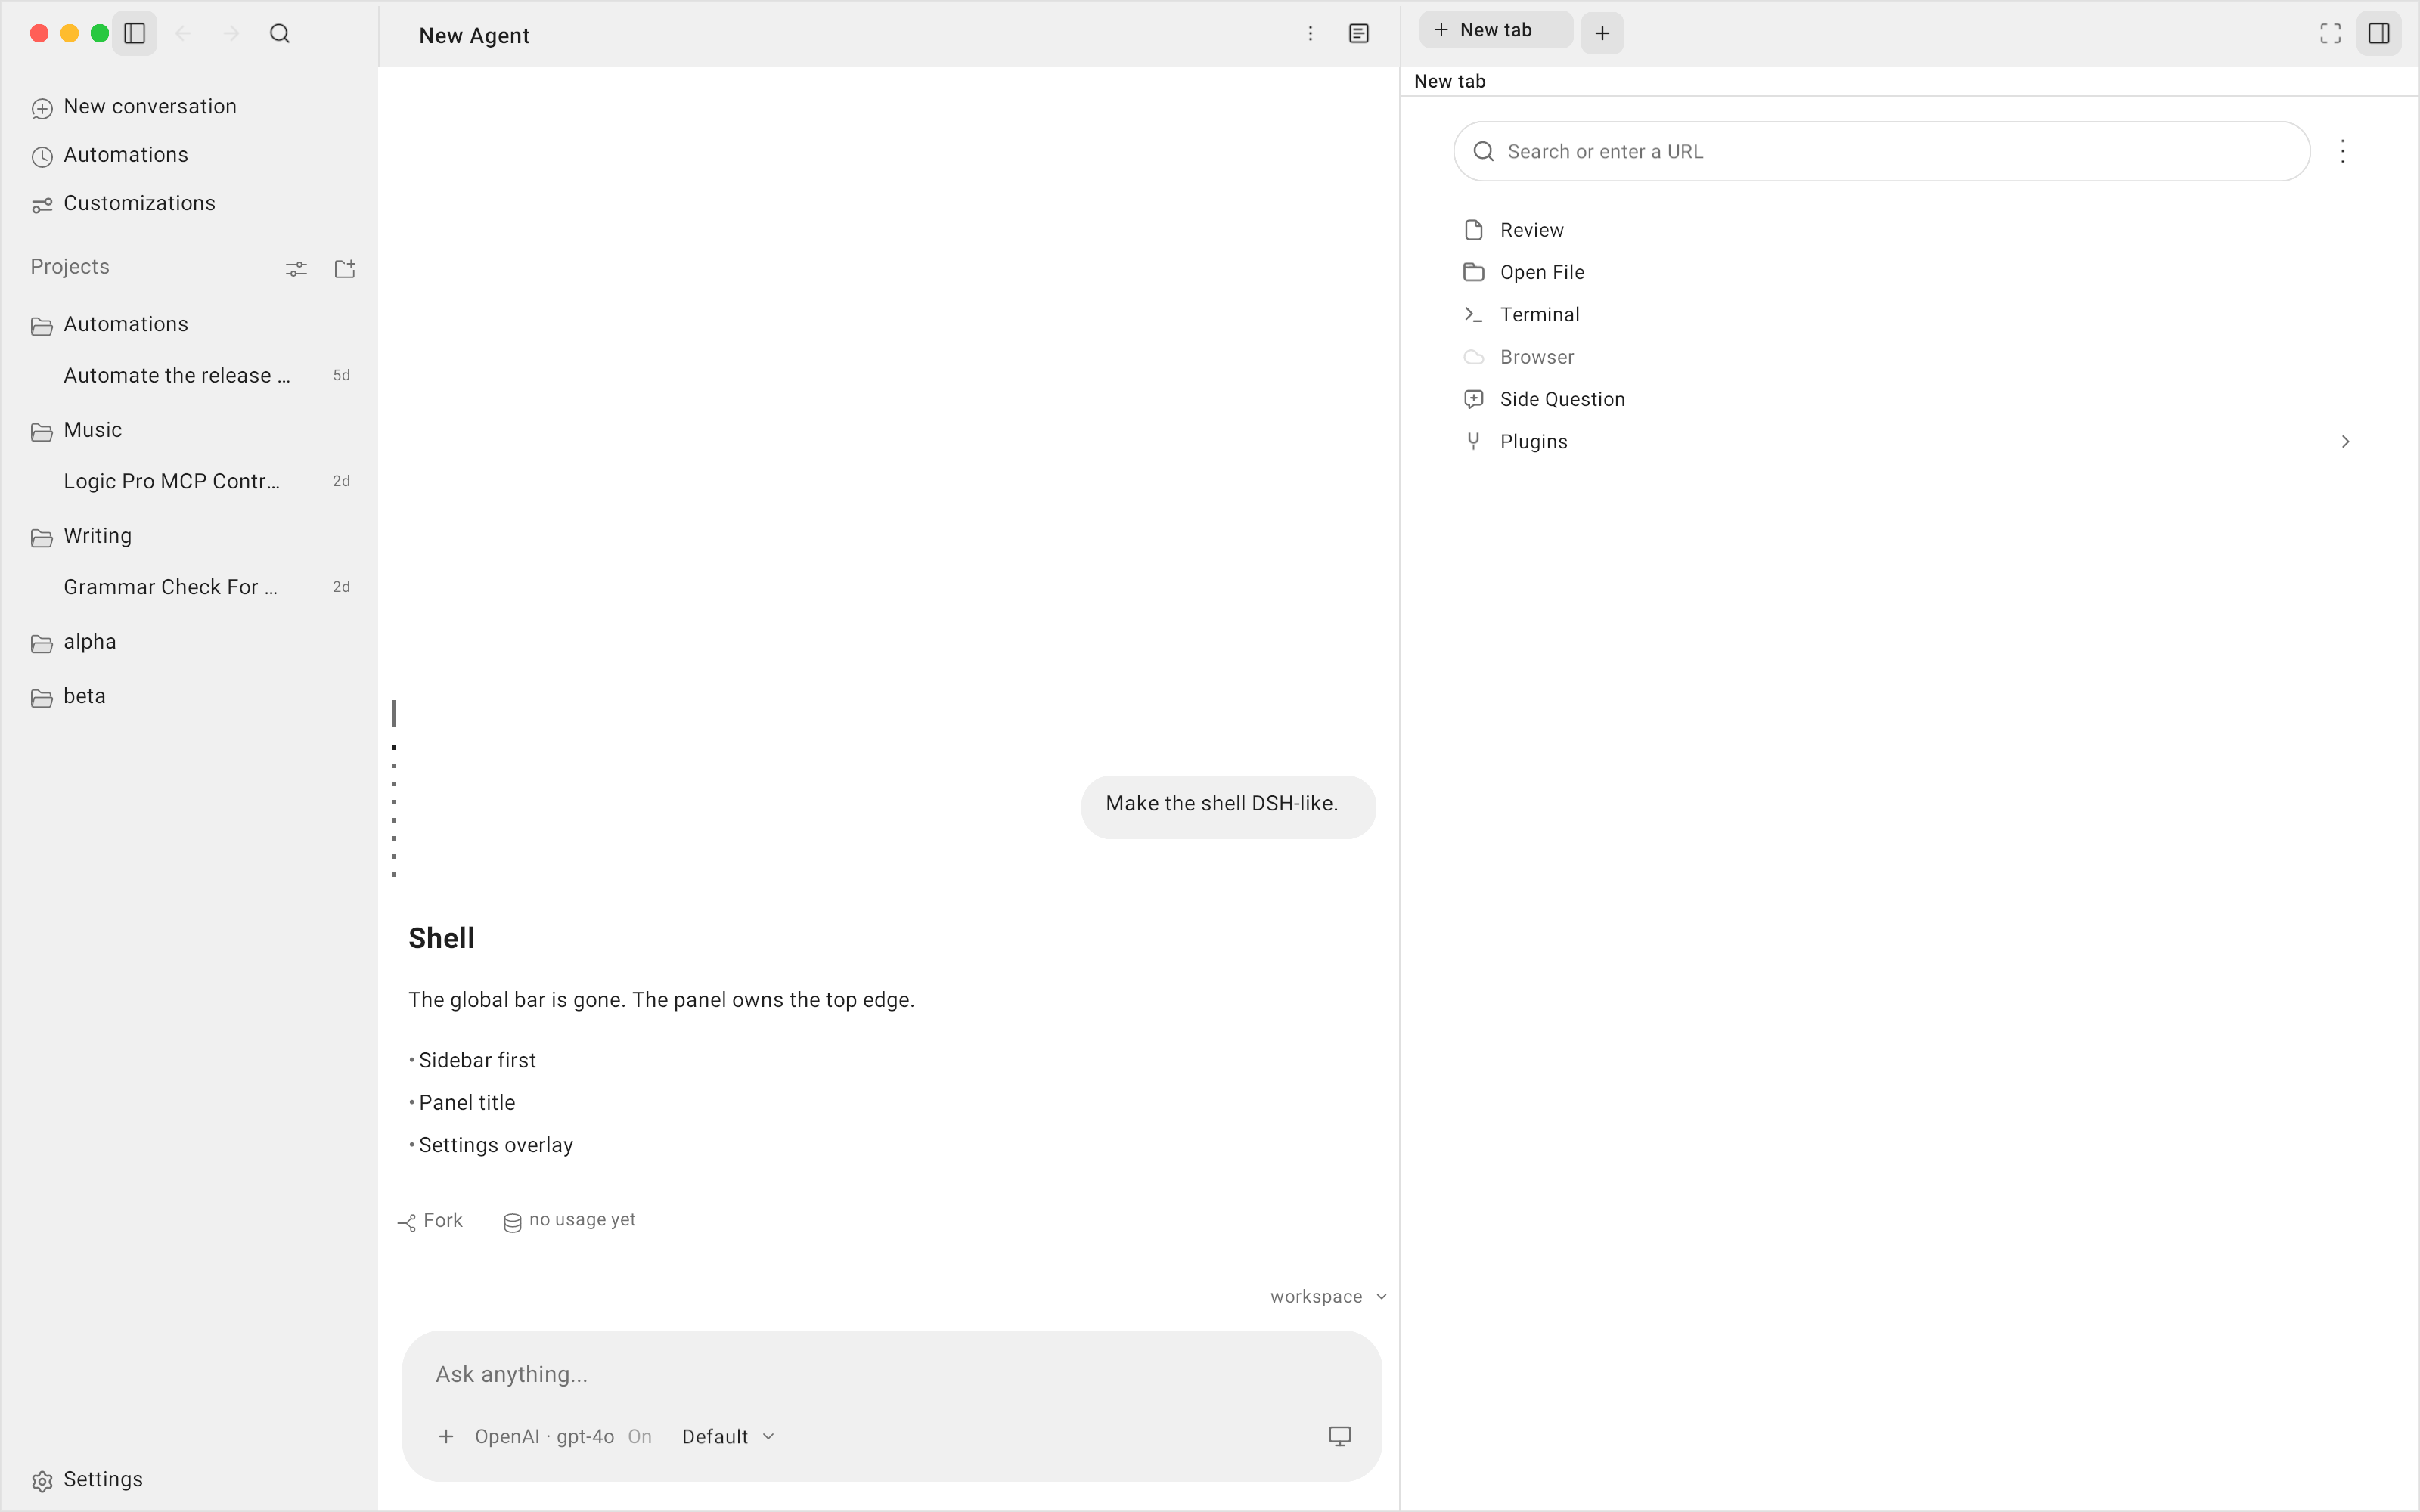 New conversation
Automations
Customizations
Projects
Automations
Automate the release ... 5d
Music
Logic Pro MCP Contr... 2d
Writing
Grammar Check For ... 2d
alpha
beta
Settings
New Agent
Make the shell DSH-like.
Shell
The global bar is gone. The panel owns the top edge.
• Sidebar first
• Panel title
• Settings overlay
Fork no usage yet
workspace
Ask anything...
OpenAI · gpt-4o On Default
New tab
New tab
Search or enter a URL
Review
Open File
Terminal
Browser
Side Question
Plugins